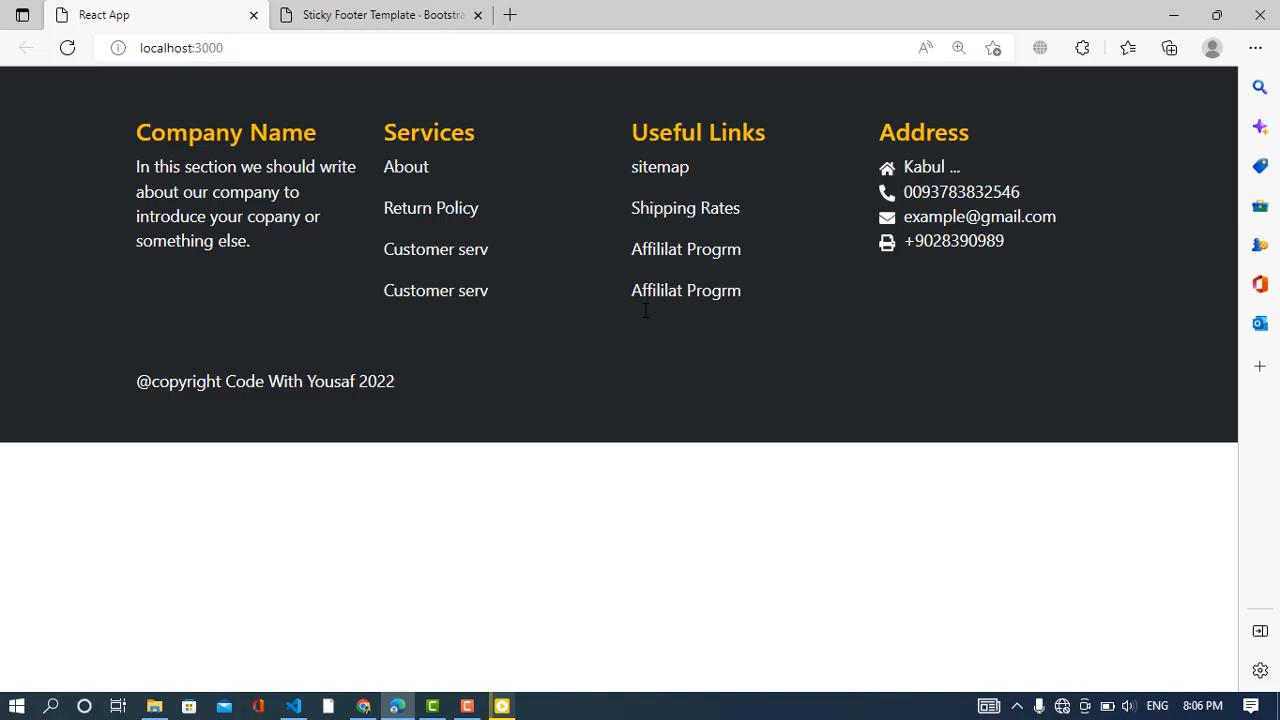 React App
Sticky Footer Template - Bootstra
localhost:3000
Company Name
In this section we should write
about our company to
introduce your copany or
something else.
Services
About
Return Policy
Customer serv
Customer serv
Useful Links
sitemap
Shipping Rates
Affililat Progrm
Affililat Progrm
Address
Kabul ...
0093783832546
example@gmail.com
+9028390989
@copyright Code With Yousaf 2022
ENG
8:06 PM